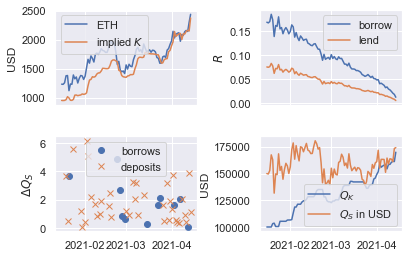 2500
2000
1500
1000
USD
ETH
implied K
0.15
0.10
0.05
0.00
R
borrow
lend
6
4
2
0
ΔQ_S
borrows
deposits
2021-02 2021-03 2021-04
175000
150000
125000
100000
USD
Q_K
Q_S in USD
2021-02 2021-03 2021-04